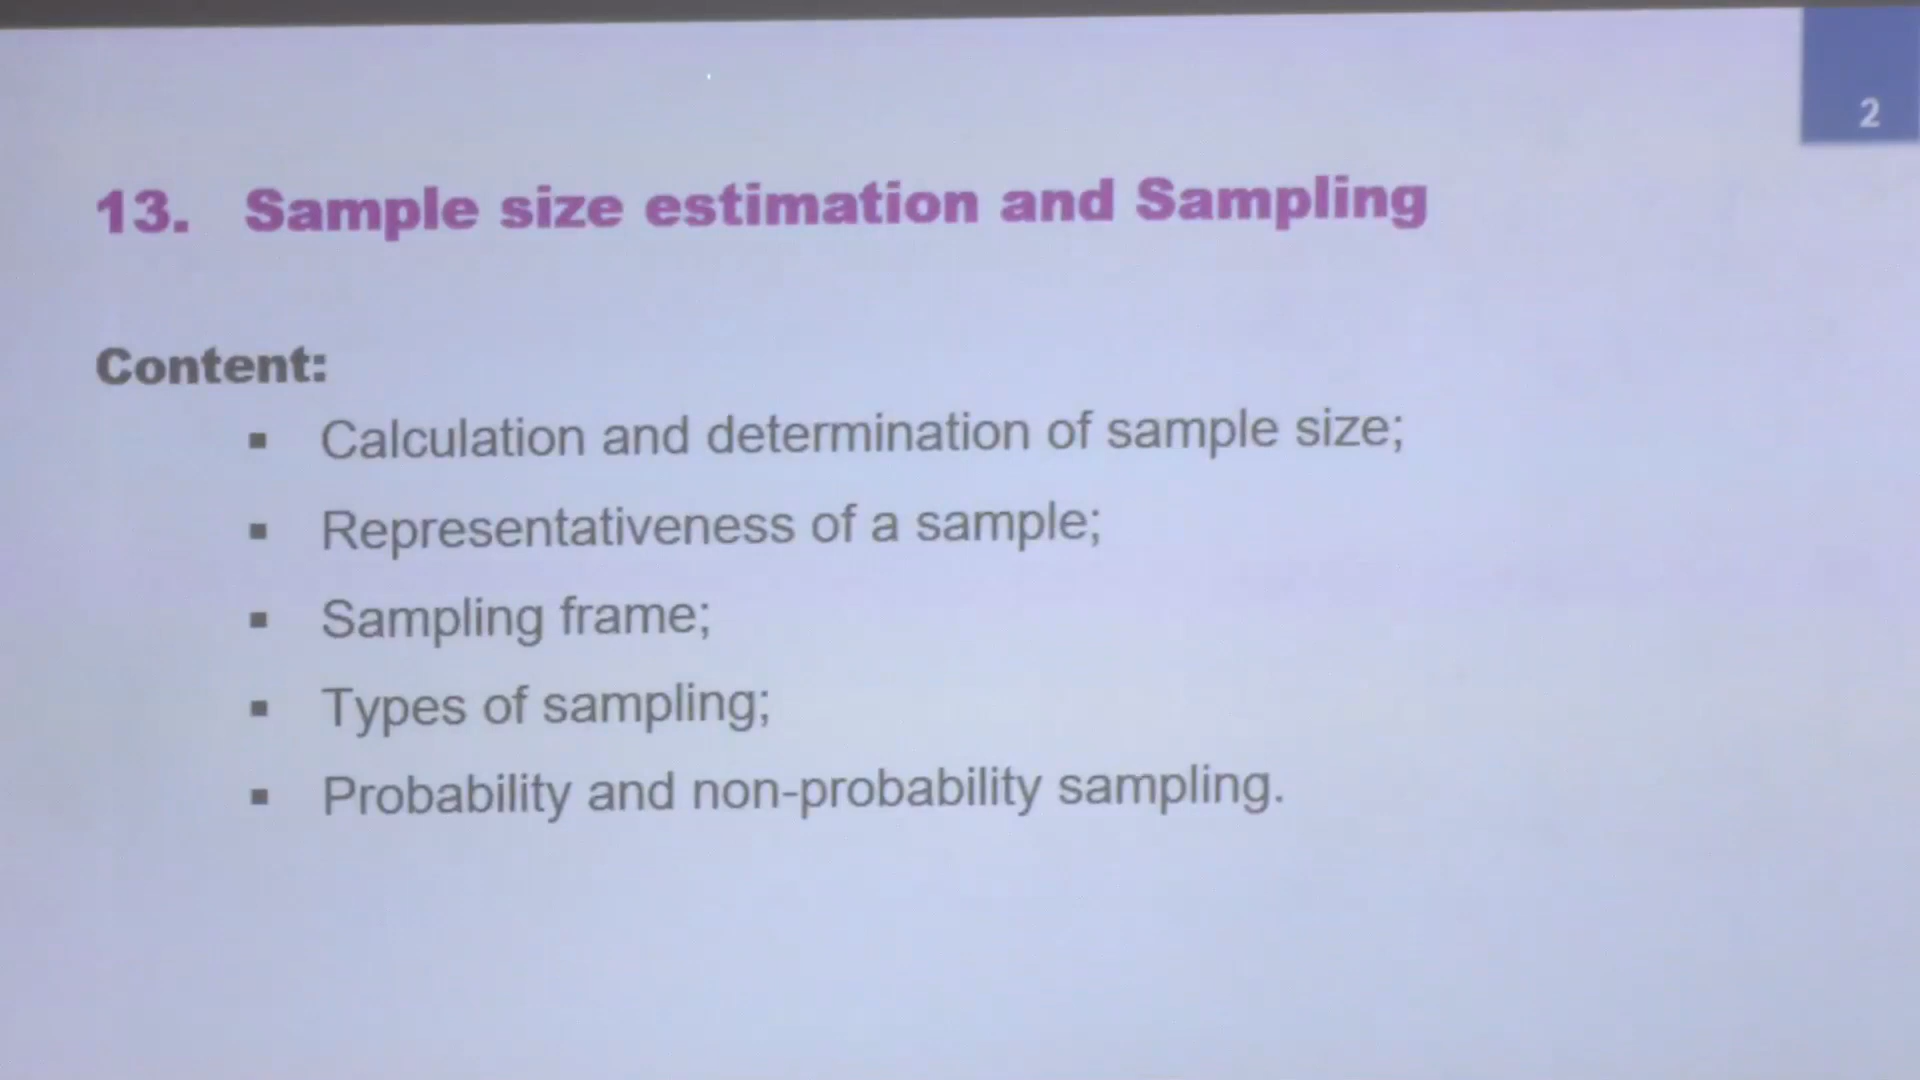 2
13. Sample size estimation and Sampling
Content:
▪ Calculation and determination of sample size;
▪ Representativeness of a sample;
▪ Sampling frame;
▪ Types of sampling;
▪ Probability and non-probability sampling.